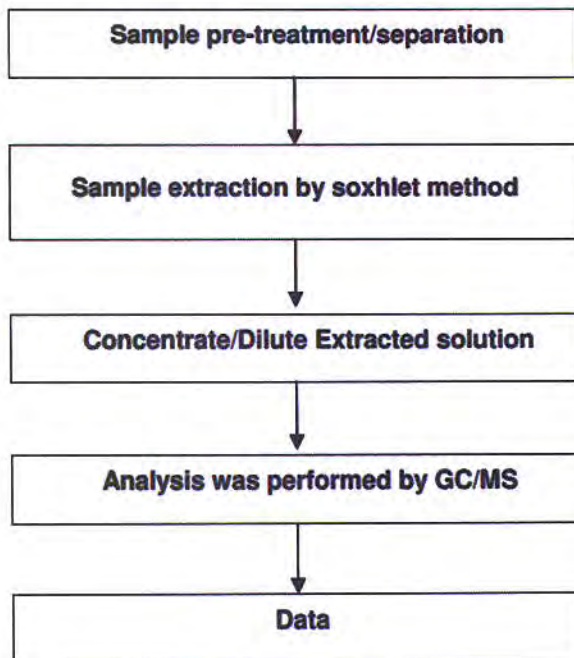 Sample pre-treatment/separation
Sample extraction by soxhlet method
Concentrate/Dilute Extracted solution
Analysis was performed by GC/MS
Data